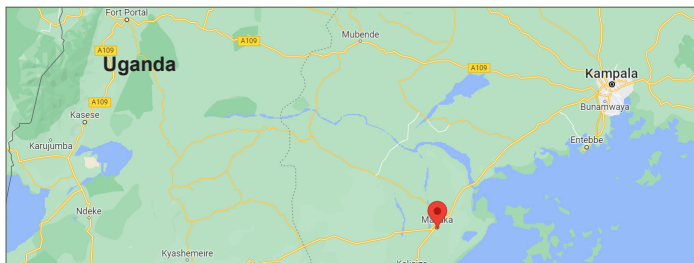 Fort Portal
Mubende
A109
A109
Uganda
A109
Kampala
A109
Bunamwaya
Kasese
Entebbe
Karujumba
Ndeke
Kyashemeire